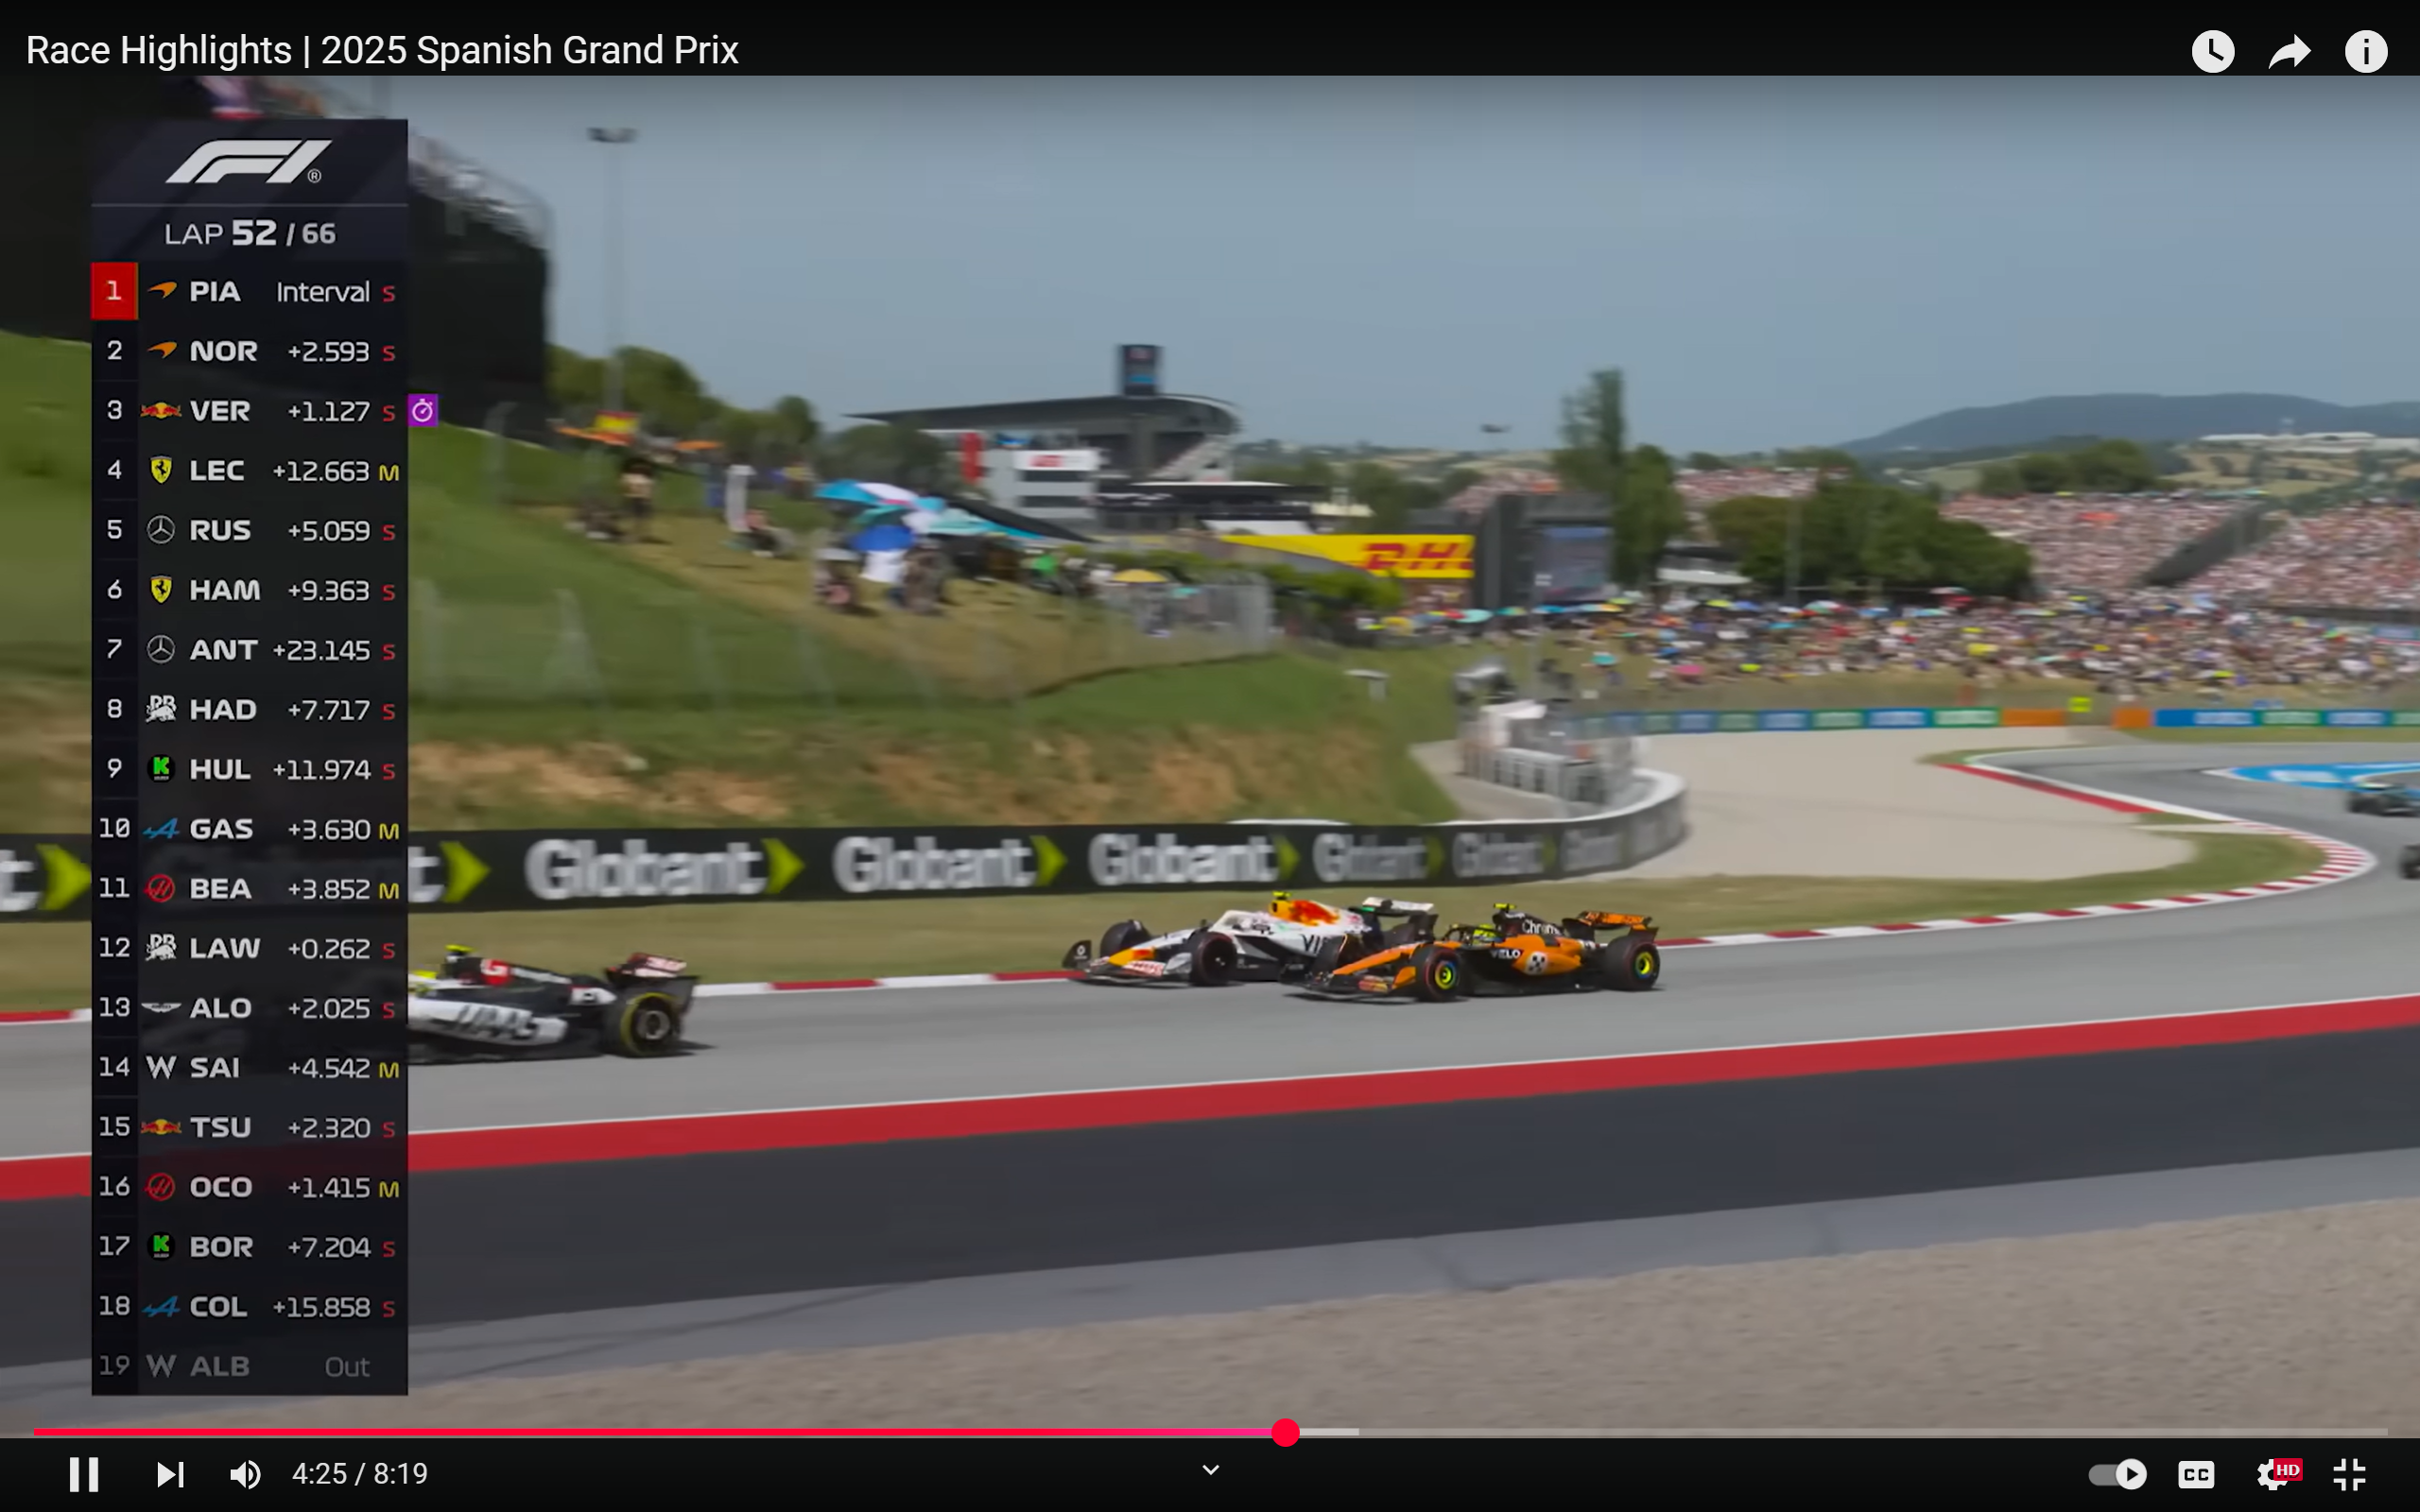 Race Highlights | 2025 Spanish Grand Prix
F1®
LAP 52 / 66
1 PIA Interval S
2 NOR +2.593 S
3 VER +1.127 S
4 LEC +12.663 M
5 RUS +5.059 S
6 HAM +9.363 S
7 ANT +23.145 S
8 HAD +7.717 S
9 HUL +11.974 S
10 GAS +3.630 M
11 BEA +3.852 M
12 LAW +0.262 S
13 ALO +2.025 S
14 SAI +4.542 M
15 TSU +2.320 S
16 OCO +1.415 M
17 BOR +7.204 S
18 COL +15.858 S
19 ALB Out
DHL
Globant Globant Globant Globant Globant Globant
Chrome
VELO
HAAS
4:25 / 8:19
CC
HD